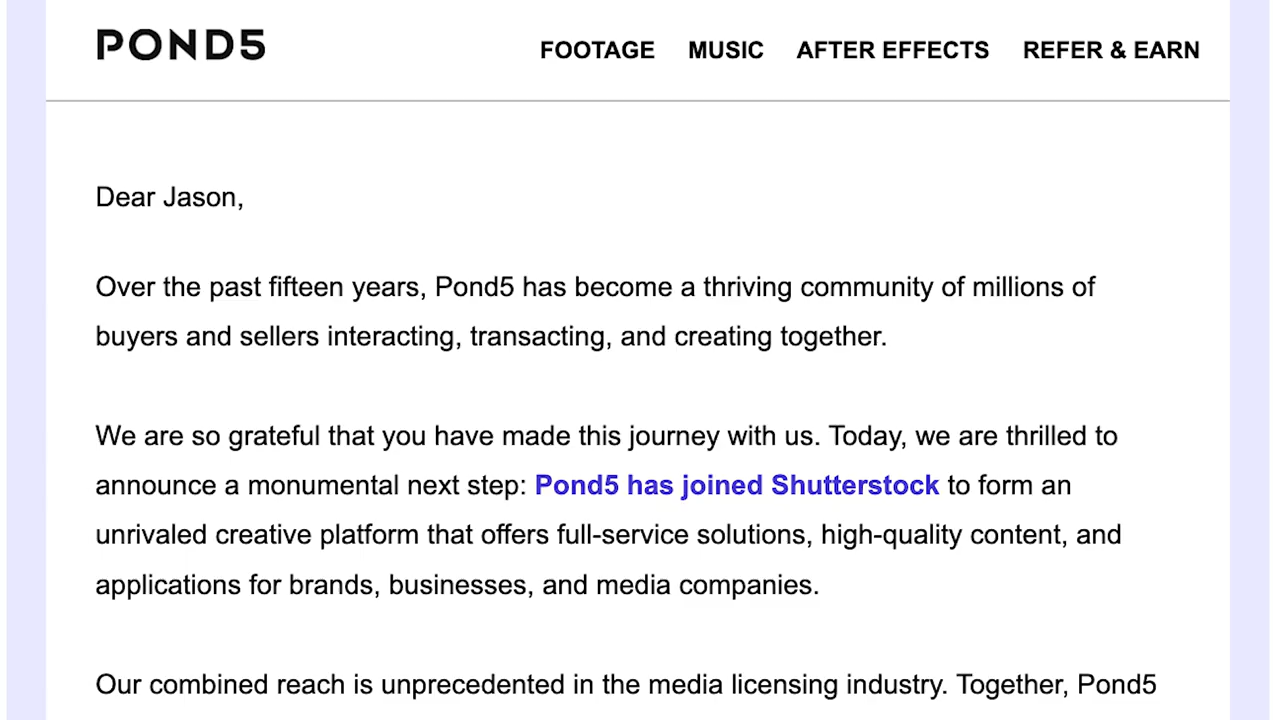 POND5
FOOTAGE MUSIC AFTER EFFECTS REFER & EARN
Dear Jason,
Over the past fifteen years, Pond5 has become a thriving community of millions of
buyers and sellers interacting, transacting, and creating together.
We are so grateful that you have made this journey with us. Today, we are thrilled to
announce a monumental next step: Pond5 has joined Shutterstock to form an
unrivaled creative platform that offers full-service solutions, high-quality content, and
applications for brands, businesses, and media companies.
Our combined reach is unprecedented in the media licensing industry. Together, Pond5